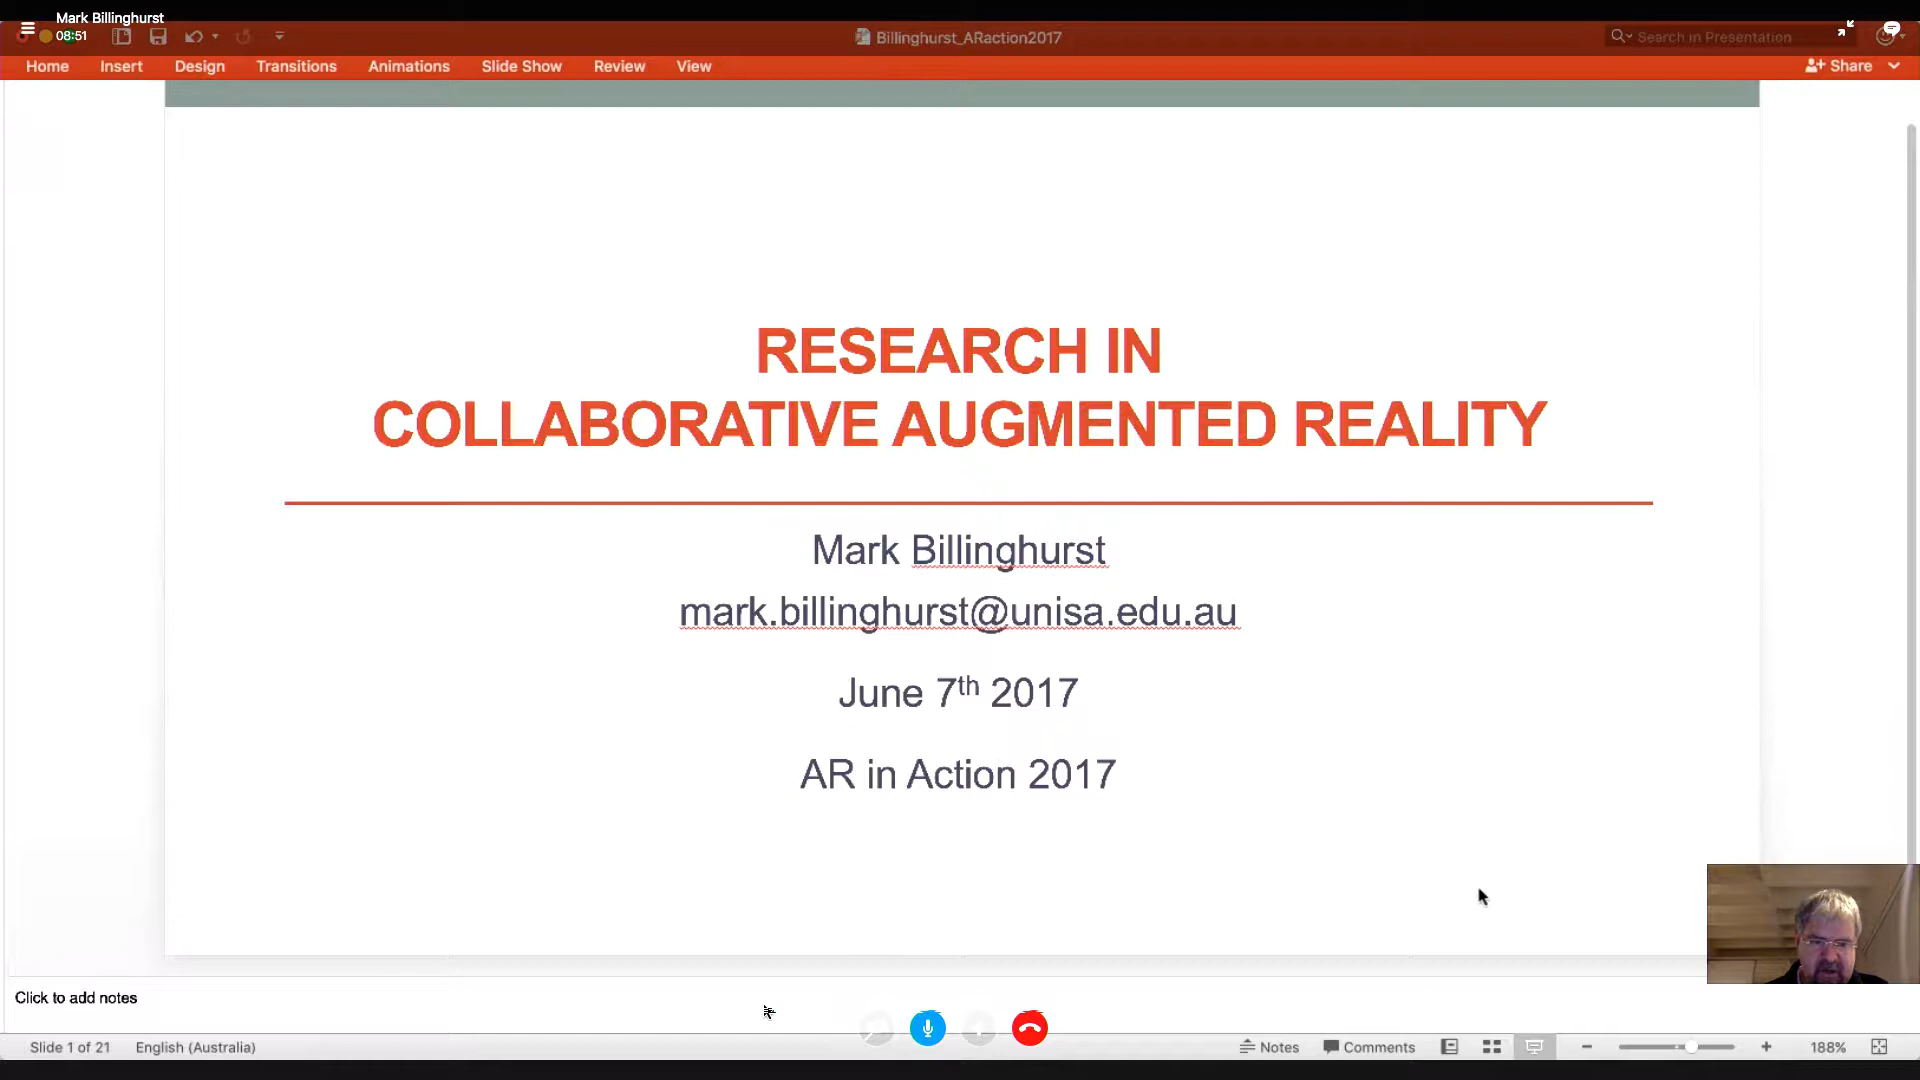 Mark Billinghurst
08:51
Billinghurst_ARaction2017
Search in Presentation
Home Insert Design Transitions Animations Slide Show Review View
Share
RESEARCH IN
COLLABORATIVE AUGMENTED REALITY
Mark Billinghurst
mark.billinghurst@unisa.edu.au
June 7th 2017
AR in Action 2017
Click to add notes
Slide 1 of 21 English (Australia)
Notes Comments 188%